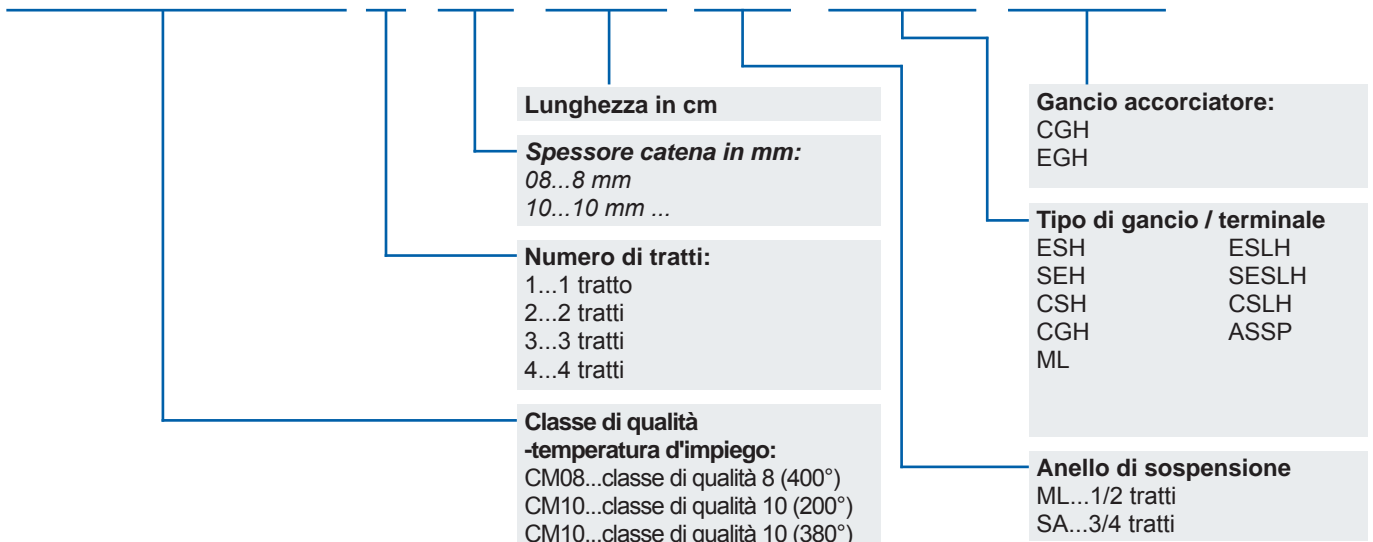 Lunghezza in cm
Spessore catena in mm:
08...8 mm
10...10 mm ...
Numero di tratti:
1...1 tratto
2...2 tratti
3...3 tratti
4...4 tratti
Classe di qualità
-temperatura d'impiego:
CM08...classe di qualità 8 (400°)
CM10...classe di qualità 10 (200°)
CM10...classe di qualità 10 (380°)
Gancio accorciatore:
CGH
EGH
Tipo di gancio / terminale
ESH ESLH
SEH SESLH
CSH CSLH
CGH ASSP
ML
Anello di sospensione
ML...1/2 tratti
SA...3/4 tratti